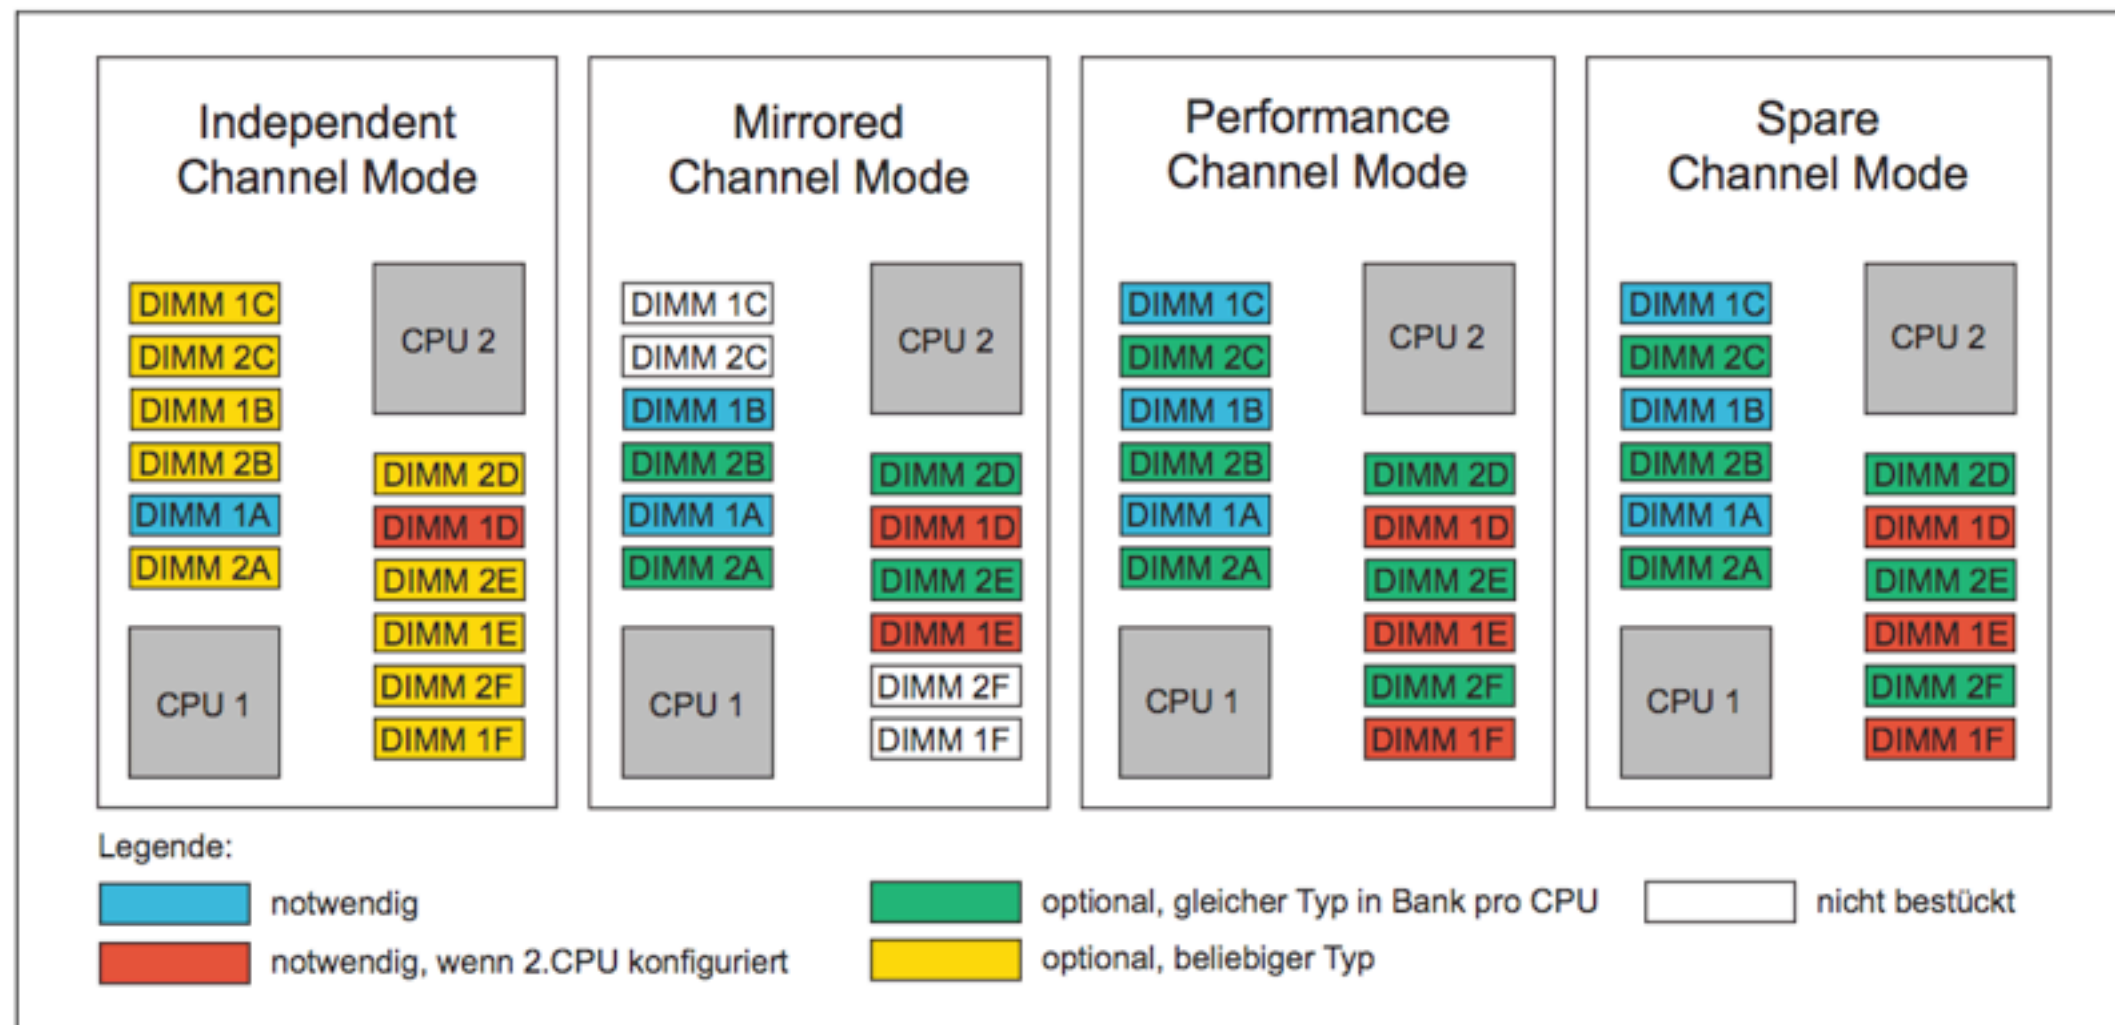 Independent
Channel Mode
DIMM 1C
DIMM 2C
DIMM 1B
DIMM 2B
DIMM 1A
DIMM 2A
CPU 1
CPU 2
DIMM 2D
DIMM 1D
DIMM 2E
DIMM 1E
DIMM 2F
DIMM 1F
Mirrored
Channel Mode
DIMM 1C
DIMM 2C
DIMM 1B
DIMM 2B
DIMM 1A
DIMM 2A
CPU 1
CPU 2
DIMM 2D
DIMM 1D
DIMM 2E
DIMM 1E
DIMM 2F
DIMM 1F
Performance
Channel Mode
DIMM 1C
DIMM 2C
DIMM 1B
DIMM 2B
DIMM 1A
DIMM 2A
CPU 1
CPU 2
DIMM 2D
DIMM 1D
DIMM 2E
DIMM 1E
DIMM 2F
DIMM 1F
Spare
Channel Mode
DIMM 1C
DIMM 2C
DIMM 1B
DIMM 2B
DIMM 1A
DIMM 2A
CPU 1
CPU 2
DIMM 2D
DIMM 1D
DIMM 2E
DIMM 1E
DIMM 2F
DIMM 1F
Legende:
notwendig
notwendig, wenn 2.CPU konfiguriert
optional, gleicher Typ in Bank pro CPU
optional, beliebiger Typ
nicht bestückt